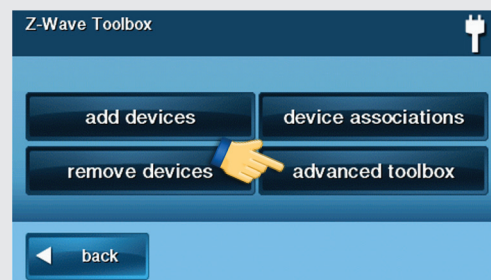 Z-Wave Toolbox
add devices
device associations
remove devices
advanced toolbox
back